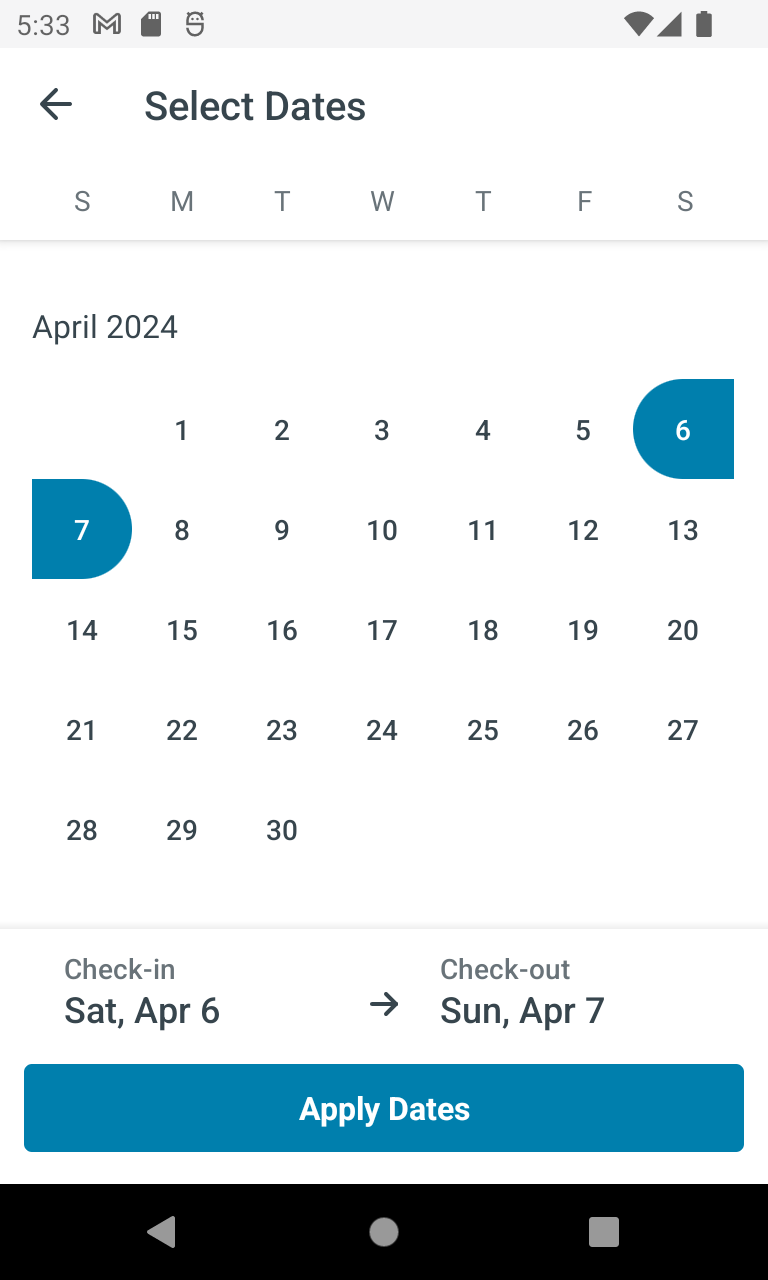 5:33
Select Dates
S M T W T F S
April 2024
1 2 3 4 5 6
7 8 9 10 11 12 13
14 15 16 17 18 19 20
21 22 23 24 25 26 27
28 29 30
Check-in Check-out
Sat, Apr 6 Sun, Apr 7
Apply Dates